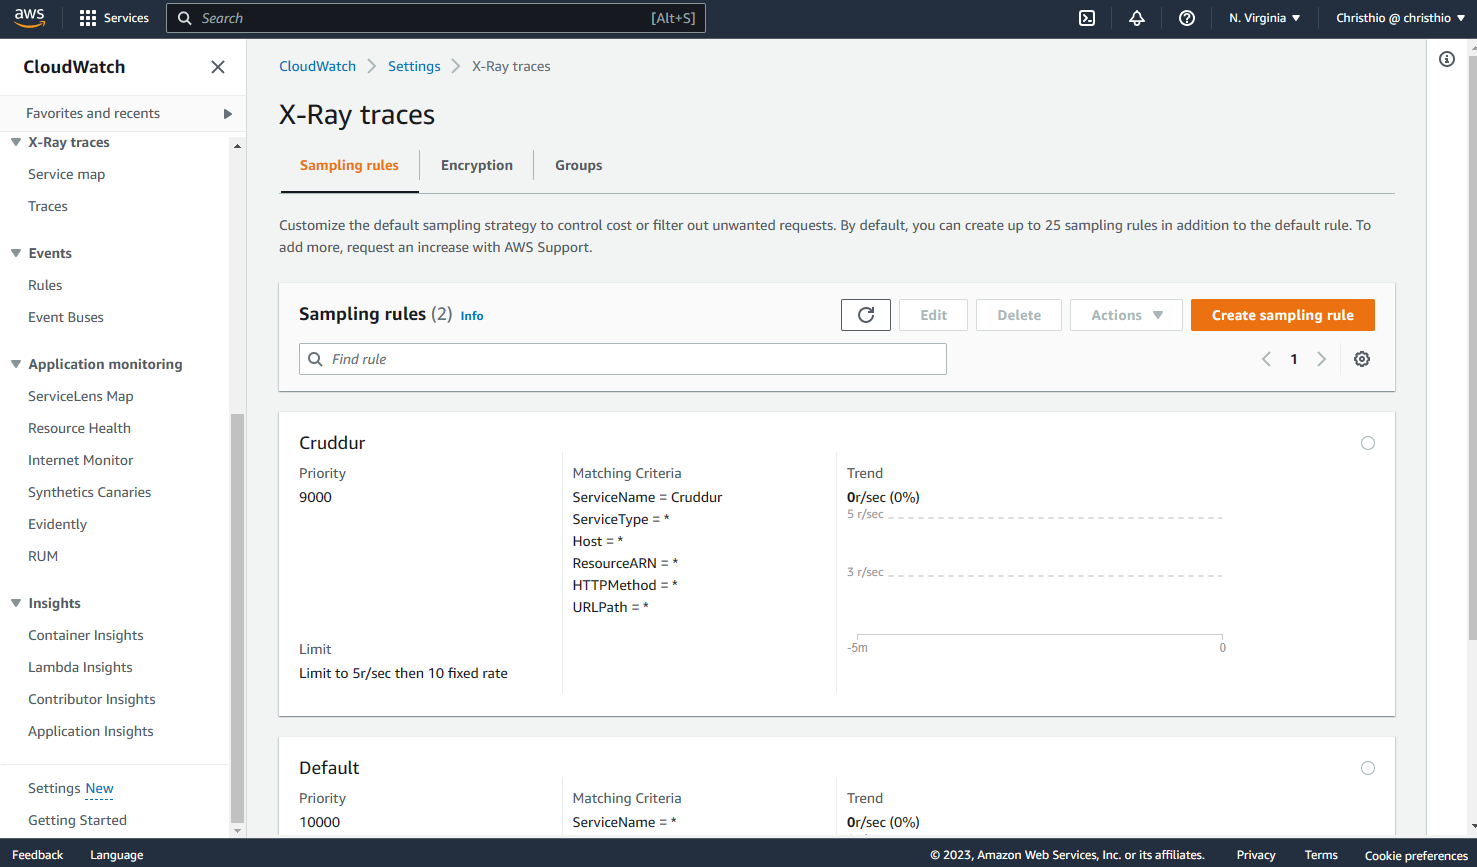 aws
Services
Search
[Alt+S]
N. Virginia
Christhio @ christhio
CloudWatch
Favorites and recents
X-Ray traces
Service map
Traces
Events
Rules
Event Buses
Application monitoring
ServiceLens Map
Resource Health
Internet Monitor
Synthetics Canaries
Evidently
RUM
Insights
Container Insights
Lambda Insights
Contributor Insights
Application Insights
Settings New
Getting Started
CloudWatch
Settings
X-Ray traces
X-Ray traces
Sampling rules
Encryption
Groups
Customize the default sampling strategy to control cost or filter out unwanted requests. By default, you can create up to 25 sampling rules in addition to the default rule. To
add more, request an increase with AWS Support.
Sampling rules (2) Info
Edit
Delete
Actions
Create sampling rule
Find rule
1
Cruddur
Priority
9000
Limit
Limit to 5r/sec then 10 fixed rate
Matching Criteria
ServiceName = Cruddur
ServiceType = *
Host = *
ResourceARN = *
HTTPMethod = *
URLPath = *
Trend
0r/sec (0%)
5 r/sec
3 r/sec
-5m
0
Default
Priority
10000
Matching Criteria
ServiceName = *
Trend
0r/sec (0%)
Feedback
Language
© 2023, Amazon Web Services, Inc. or its affiliates.
Privacy
Terms
Cookie preferences